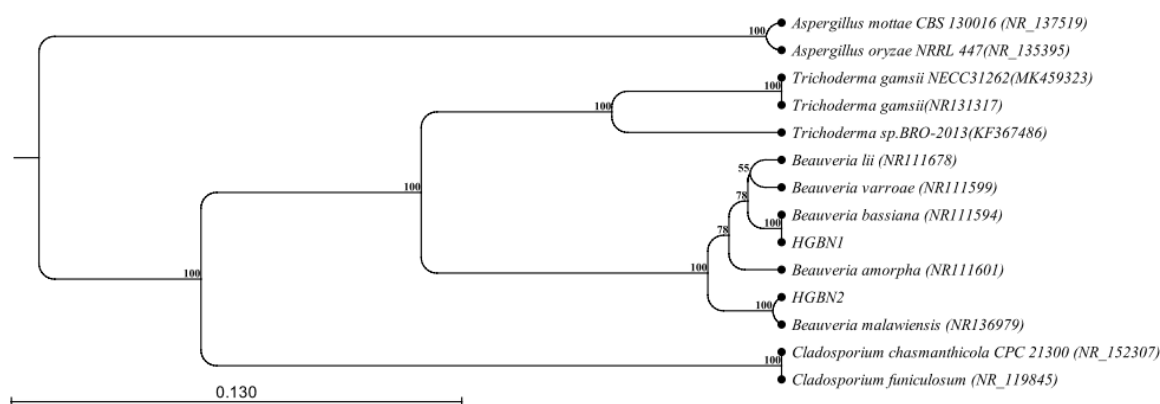 Aspergillus mottae CBS 130016 (NR_137519)
100
Aspergillus oryzae NRRL 447(NR_135395)
Trichoderma gamsii NECC31262(MK459323)
100
Trichoderma gamsii(NR131317)
100
Trichoderma sp.BRO-2013(KF367486)
Beauveria lii (NR111678)
55
Beauveria varroae (NR111599)
100
78
Beauveria bassiana (NR111594)
100
78
HGBN1
Beauveria amorpha (NR111601)
100
100
HGBN2
100
Beauveria malawiensis (NR136979)
Cladosporium chasmanthicola CPC 21300 (NR_152307)
100
Cladosporium funiculosum (NR_119845)
0.130